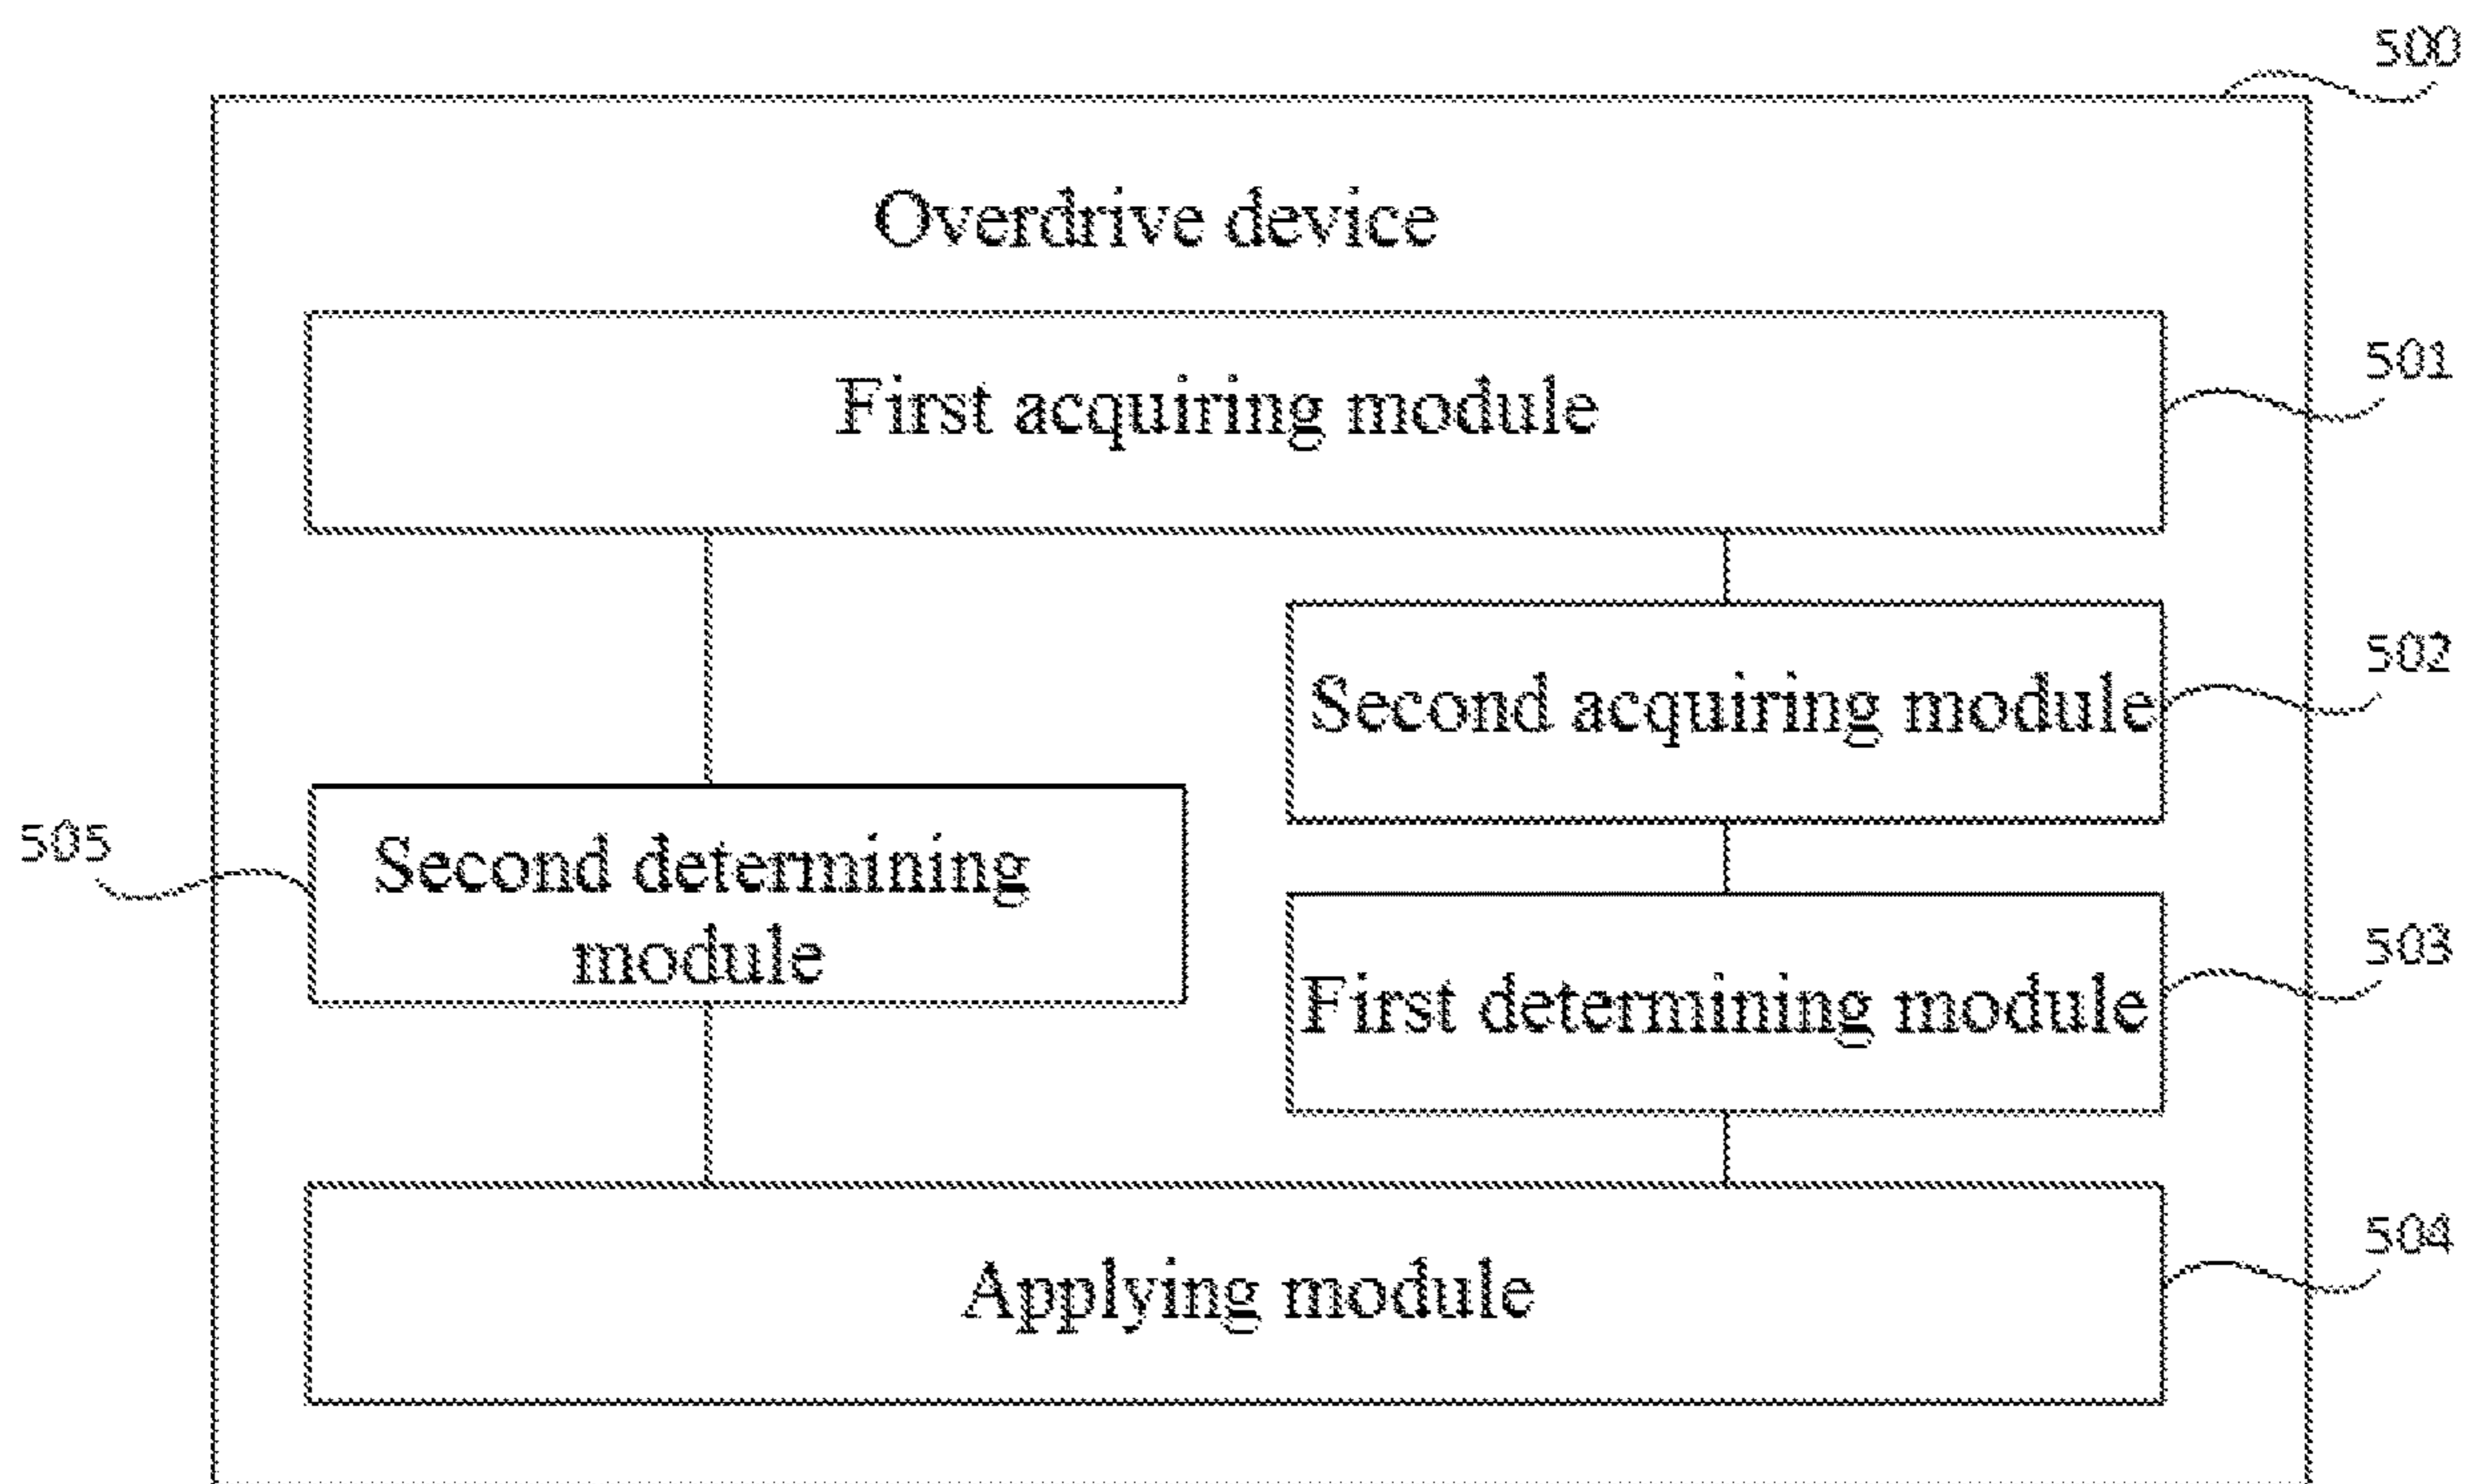 500
Overdrive device
First acquiring module
501
Second acquiring module
502
505
Second determining
module
First determining module
503
Applying module
504